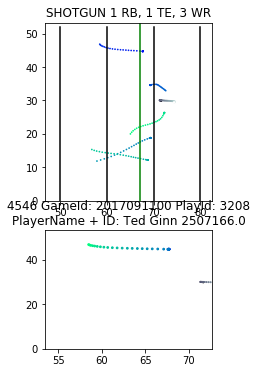 SHOTGUN 1 RB, 1 TE, 3 WR
50
40
30
20
10
0
50 60 70 80
4546 GameId: 2017091100 PlayId: 3208
PlayerName + ID: Ted Ginn 2507166.0
40
20
0
55 60 65 70